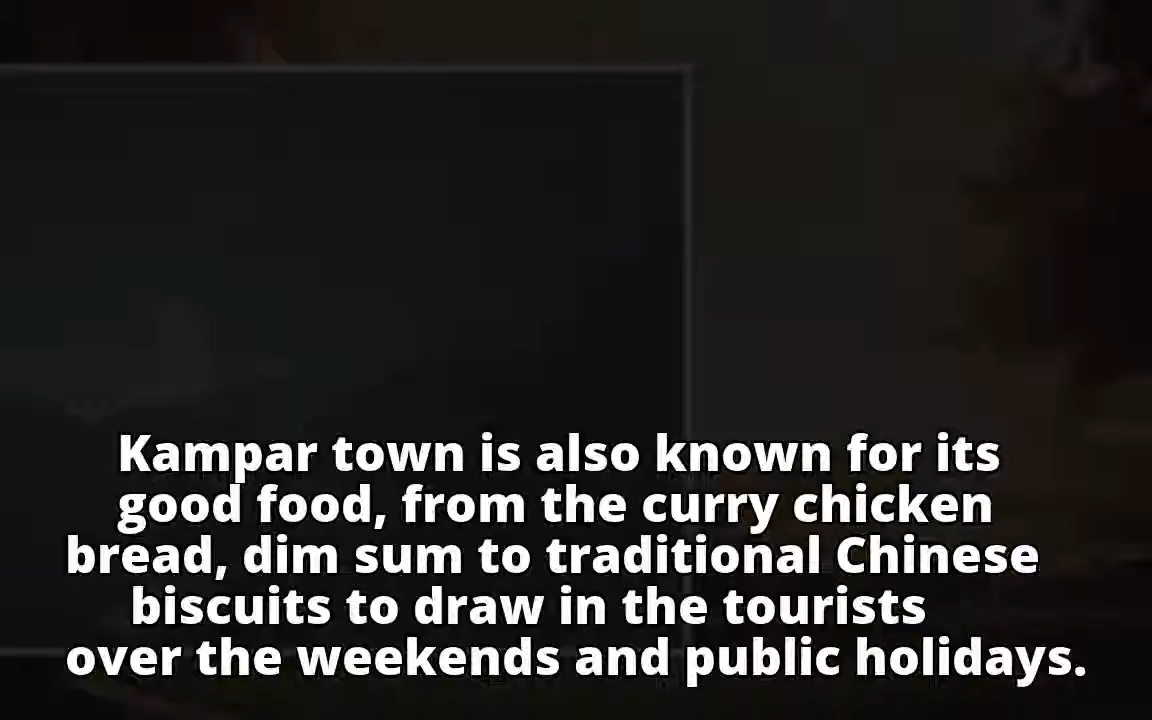 Kampar town is also known for its
good food, from the curry chicken
bread, dim sum to traditional Chinese
biscuits to draw in the tourists
over the weekends and public holidays.